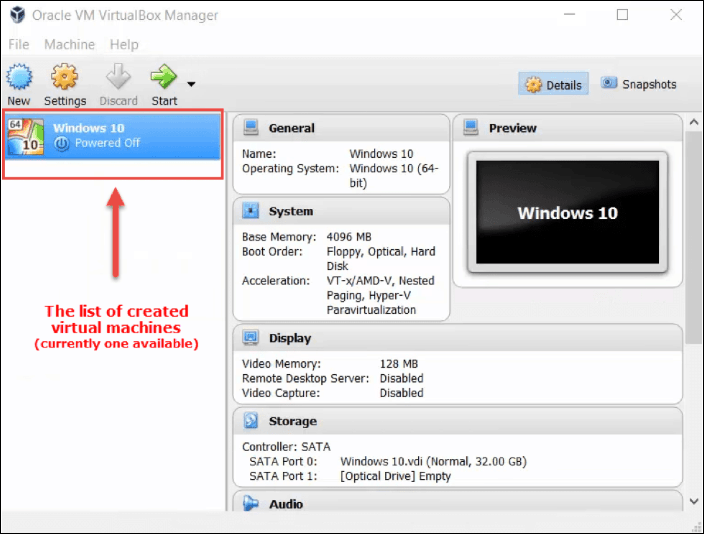 Oracle VM VirtualBox Manager
File Machine Help
New Settings Discard Start
Details Snapshots
64
10
Windows 10
Powered Off
The list of created
virtual machines
(currently one available)
General
Name: Windows 10
Operating System: Windows 10 (64-
bit)
Preview
Windows 10
System
Base Memory: 4096 MB
Boot Order: Floppy, Optical, Hard
Disk
Acceleration: VT-x/AMD-V, Nested
Paging, Hyper-V
Paravirtualization
Display
Video Memory: 128 MB
Remote Desktop Server: Disabled
Video Capture: Disabled
Storage
Controller: SATA
SATA Port 0: Windows 10.vdi (Normal, 32.00 GB)
SATA Port 1: [Optical Drive] Empty
Audio